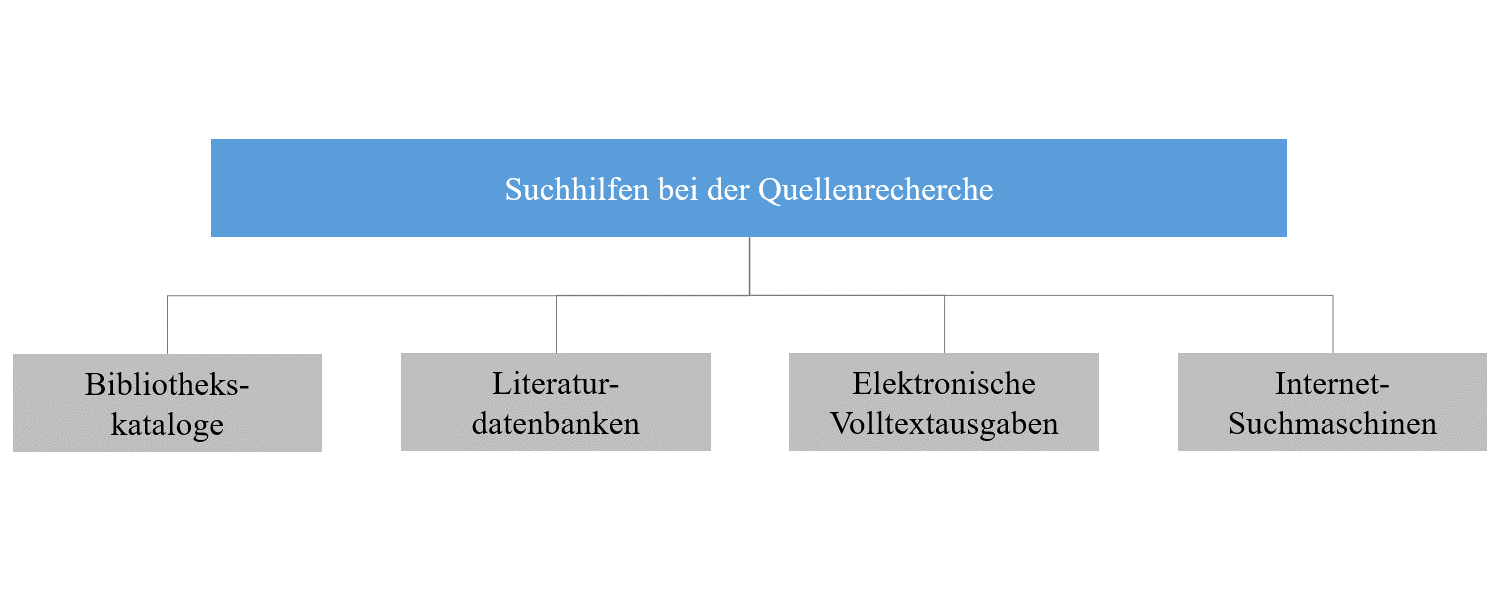 Suchhilfen bei der Quellenrecherche
Bibliotheks-
kataloge
Literatur-
datenbanken
Elektronische
Volltextausgaben
Internet-
Suchmaschinen